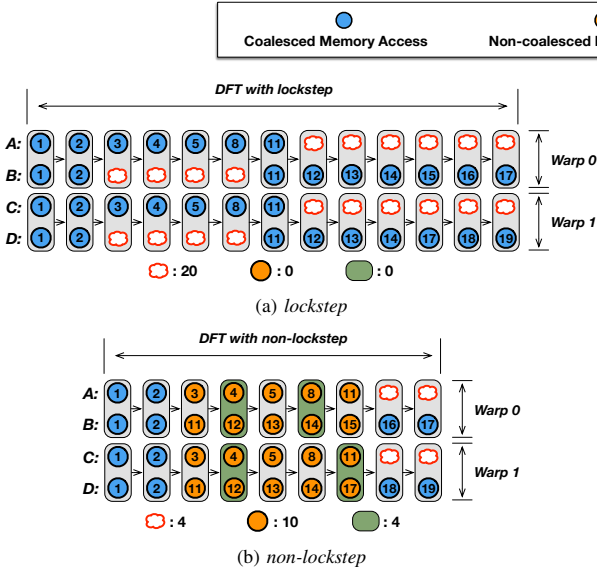 Coalesced Memory Access Non-coalesced
DFT with lockstep
A: 1 2 3 4 5 8 11
B: 1 2 11 12 13 14 15 16 17
Warp 0
C: 1 2 3 4 5 8 11
D: 1 2 11 12 13 14 17 18 19
Warp 1
: 20 : 0 : 0
(a) lockstep
DFT with non-lockstep
A: 1 2 3 4 5 8 11
B: 1 2 11 12 13 14 15 16 17
Warp 0
C: 1 2 3 4 5 8 11
D: 1 2 11 12 13 14 17 18 19
Warp 1
: 4 : 10 : 4
(b) non-lockstep